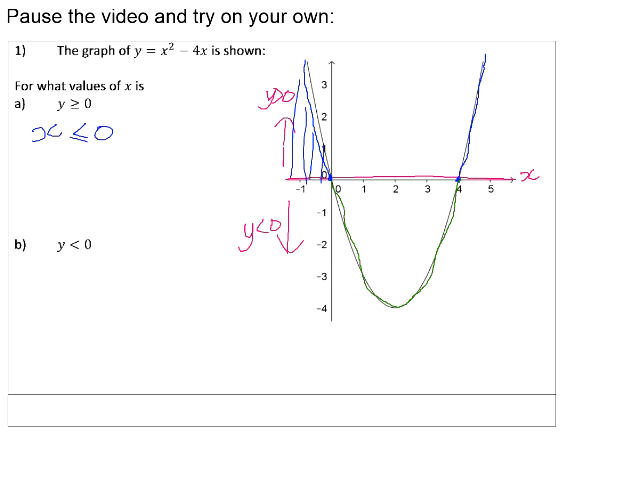 Pause the video and try on your own:
1) The graph of y = x² − 4x is shown:
For what values of x is
a) y ≥ 0
x ≤ 0
b) y < 0
y>0
y<0
x
3
2
1
0
-1 0 1 2 3 4 5
-1
-2
-3
-4